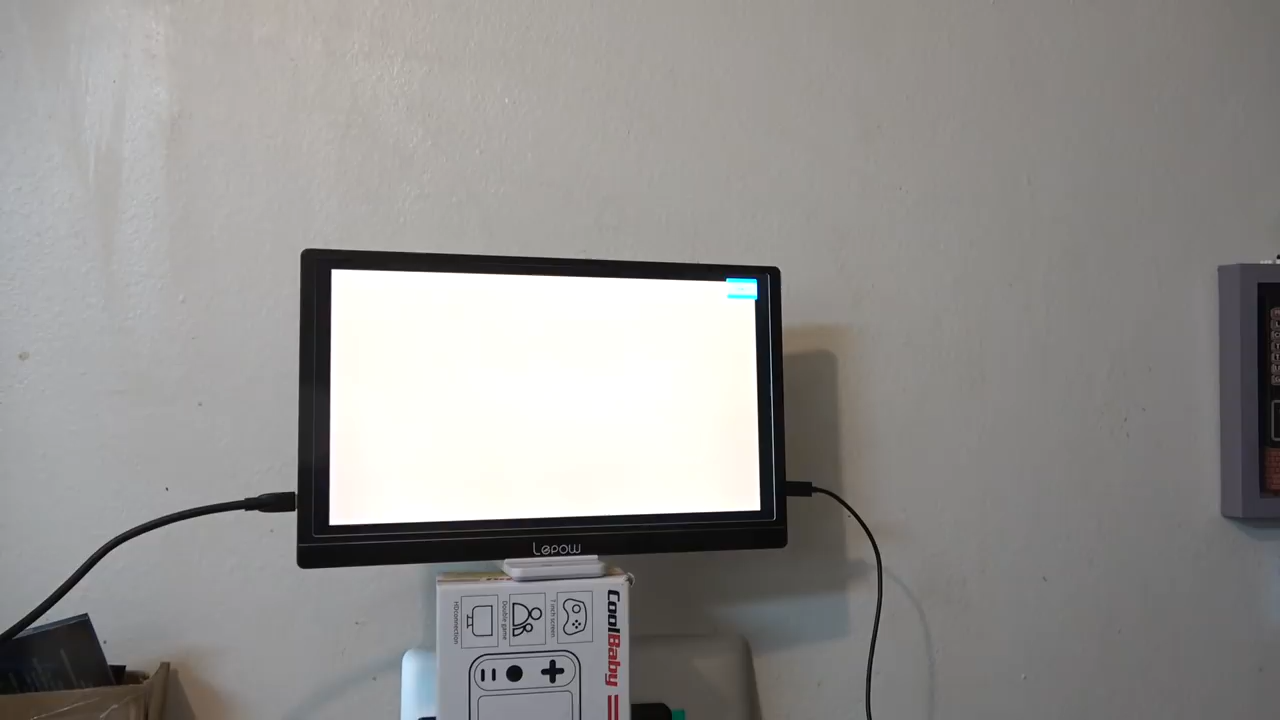 Lepow
CoolBaby
7 inch screen
Double game
HDconnection